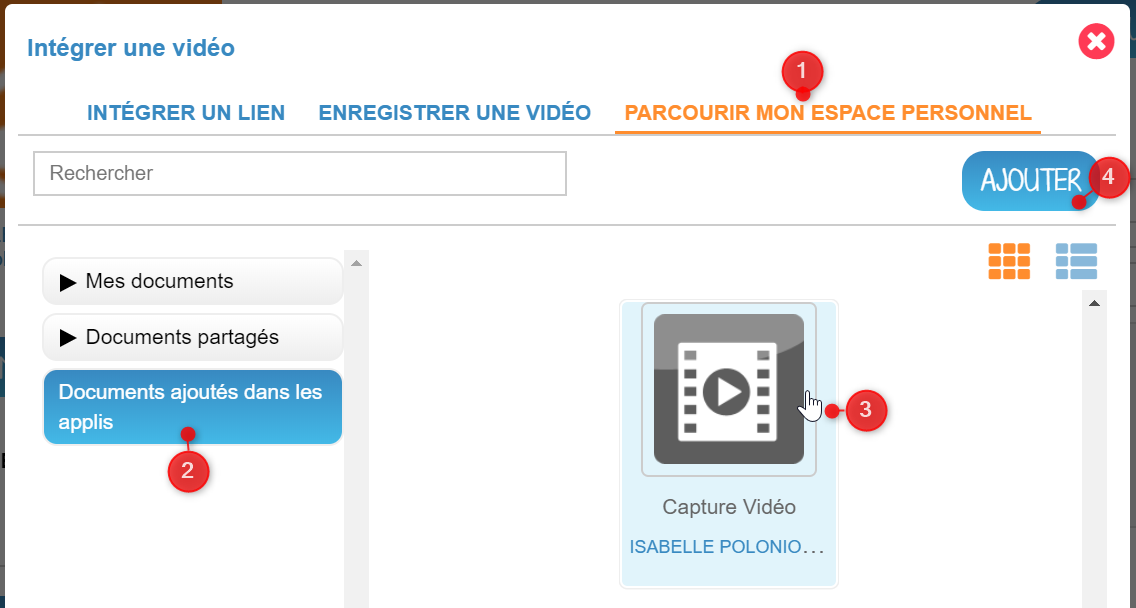 Intégrer une vidéo
1
INTÉGRER UN LIEN ENREGISTRER UNE VIDÉO PARCOURIR MON ESPACE PERSONNEL
Rechercher
AJOUTER
4
Mes documents
Documents partagés
Documents ajoutés dans les
applis
2
3
Capture Vidéo
ISABELLE POLONIO...